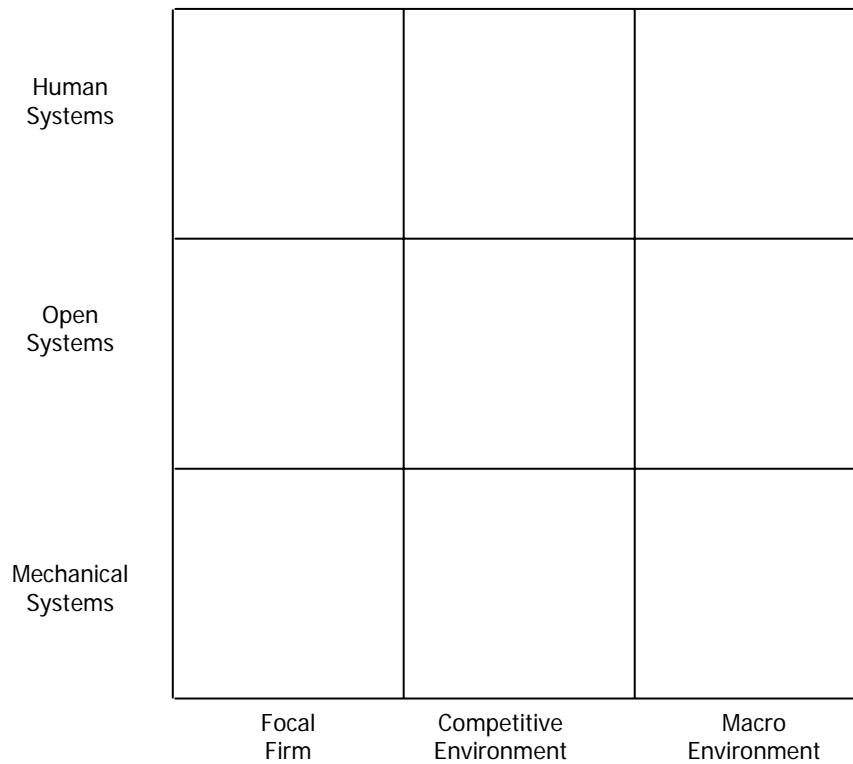 Human
Systems
Open
Systems
Mechanical
Systems
Focal
Firm
Competitive
Environment
Macro
Environment